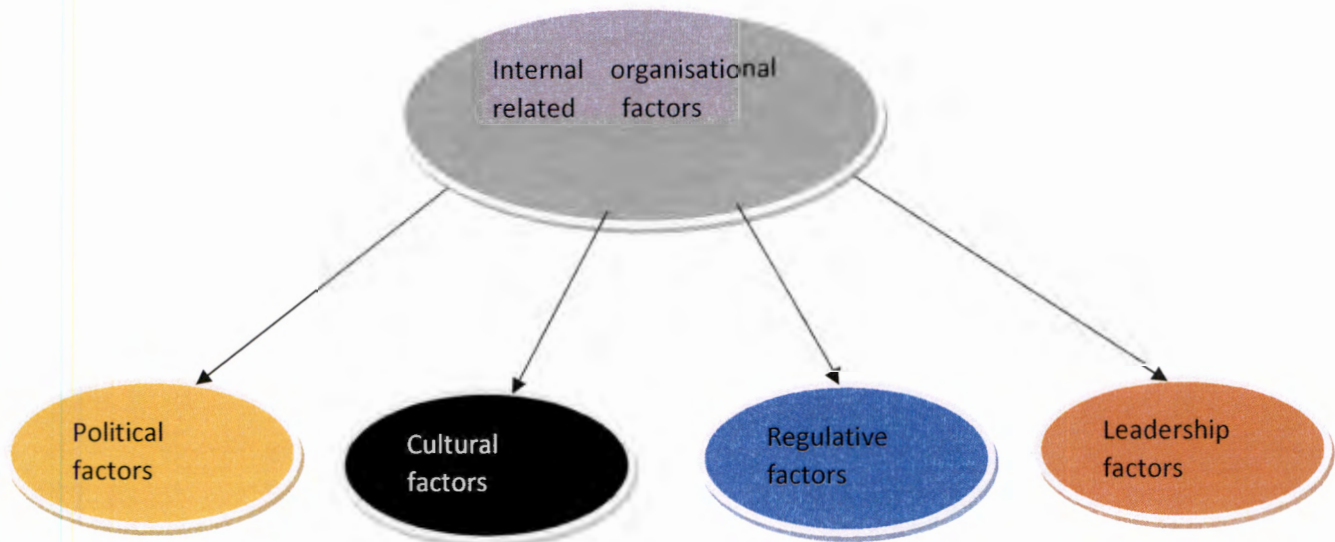 Internal organisational
related factors
Political
factors
Cultural
factors
Regulative
factors
Leadership
factors